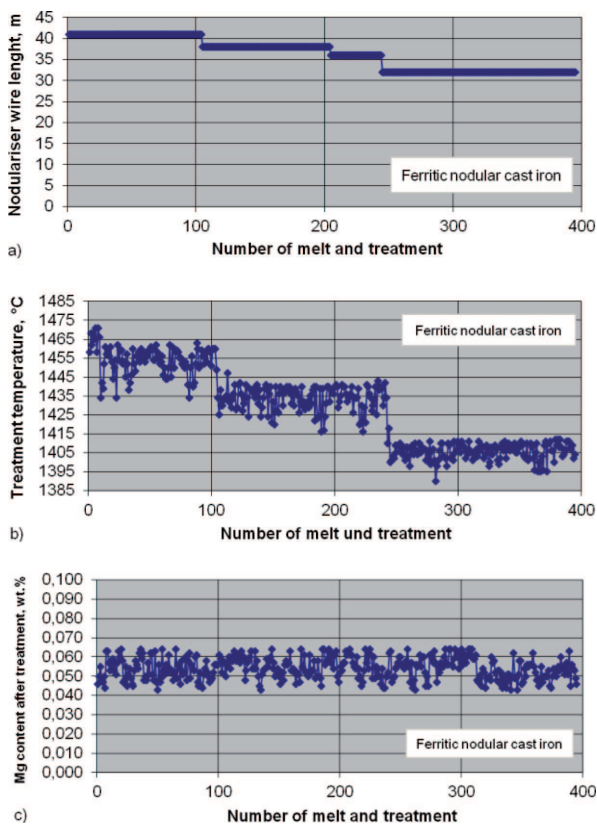 Nodulariser wire lenght, m
45
40
35
30
25
20
15
10
5
0
Ferritic nodular cast iron
0 100 200 300 400
a) Number of melt and treatment
Treatment temperature, °C
1485
1475
1465
1455
1445
1435
1425
1415
1405
1395
1385
Ferritic nodular cast iron
0 100 200 300 400
b) Number of melt und treatment
Mg content after treatment, wt.%
0,100
0,090
0,080
0,070
0,060
0,050
0,040
0,030
0,020
0,010
0,000
Ferritic nodular cast iron
0 100 200 300 400
c) Number of melt and treatment